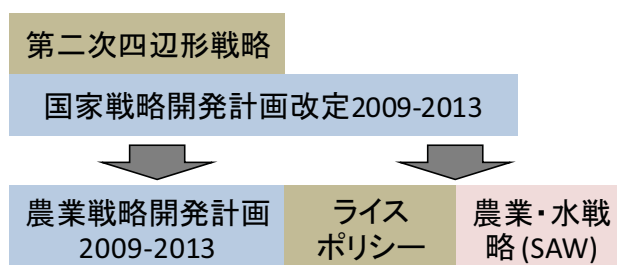 第二次四辺形戦略
国家戦略開発計画改定2009-2013
農業戦略開発計画
2009-2013
ライス
ポリシー
農業・水戦
略(SAW)